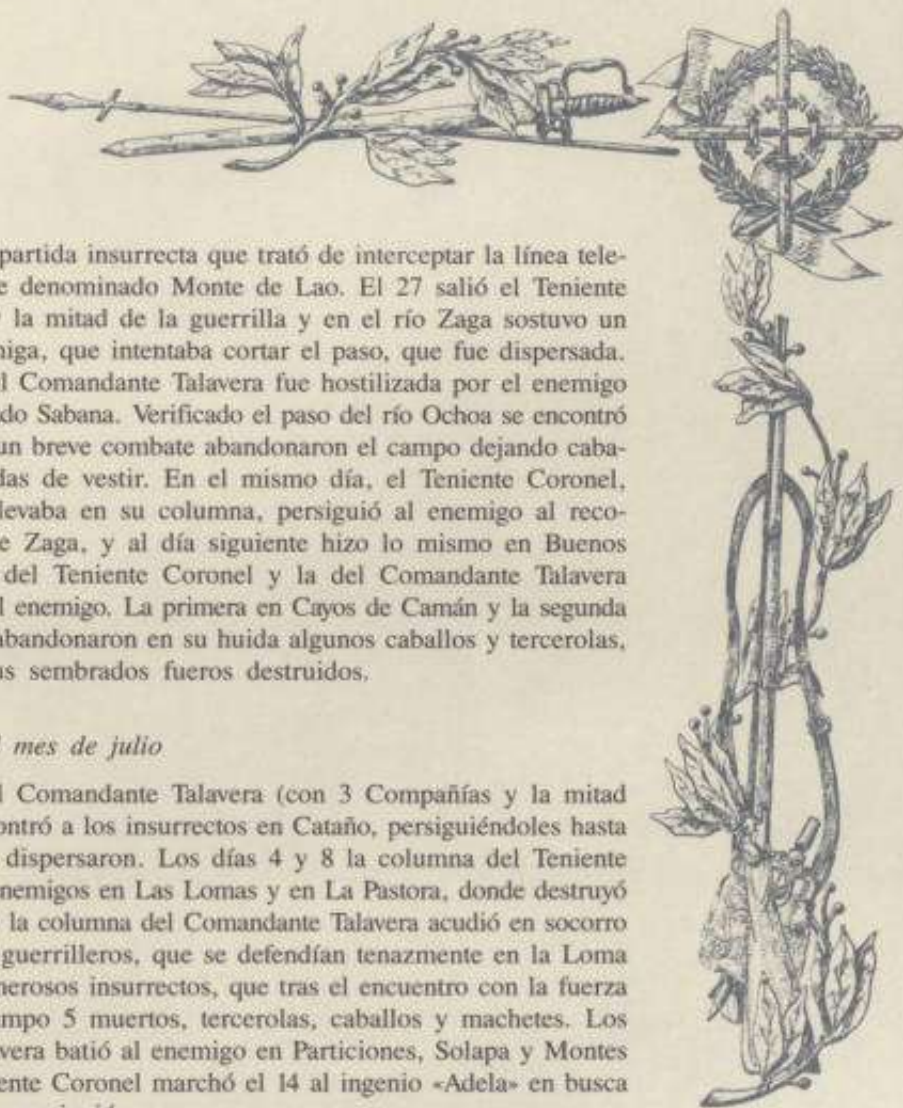 partida insurrecta que trató de interceptar la línea tele-
e denominado Monte de Lao. El 27 salió el Teniente
la mitad de la guerrilla y en el río Zaga sostuvo un
niga, que intentaba cortar el paso, que fue dispersada.
l Comandante Talavera fue hostilizada por el enemigo
do Sabana. Verificado el paso del río Ochoa se encontró
un breve combate abandonaron el campo dejando caba-
das de vestir. En el mismo día, el Teniente Coronel,
levaba en su columna, persiguió al enemigo al reco-
e Zaga, y al día siguiente hizo lo mismo en Buenos
del Teniente Coronel y la del Comandante Talavera
l enemigo. La primera en Cayos de Camán y la segunda
abandonaron en su huida algunos caballos y tercerolas,
us sembrados fueros destruidos.
mes de julio
l Comandante Talavera (con 3 Compañías y la mitad
ontró a los insurrectos en Cataño, persiguiéndoles hasta
dispersaron. Los días 4 y 8 la columna del Teniente
nemigos en Las Lomas y en La Pastora, donde destruyó
la columna del Comandante Talavera acudió en socorro
guerrilleros, que se defendían tenazmente en la Loma
nerosos insurrectos, que tras el encuentro con la fuerza
mpo 5 muertos, tercerolas, caballos y machetes. Los
vera batió al enemigo en Particiones, Solapa y Montes
ente Coronel marchó el 14 al ingenio «Adela» en busca